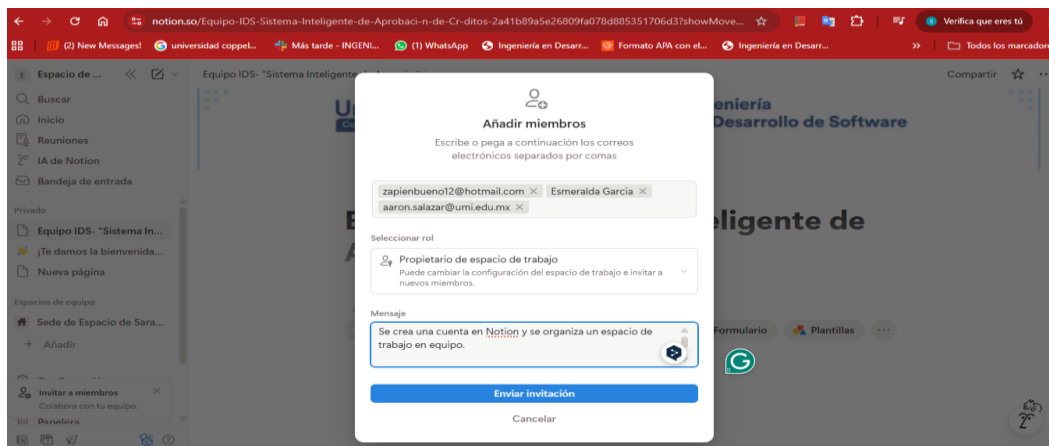 notion.so/Equipo-IDS-Sistema-Inteligente-de-Aprobaci-n-de-Cr-ditos-2a41b89a5e26809fa078d885351706d3?showMove...
Verifica que eres tú
(2) New Messages!
universidad coppel...
Más tarde - INGENI...
(1) WhatsApp
Ingeniería en Desarr...
Formato APA con el...
Ingeniería en Desarr...
»
Todos los marcadore
E Espacio de ...
Equipo IDS- "Sistema Inteligente
Compartir
Buscar
Inicio
Reuniones
IA de Notion
Bandeja de entrada
Privado
Equipo IDS- "Sistema In...
¡Te damos la bienvenida...
Nueva página
Espacios de equipo
Sede de Espacio de Sara...
+ Añadir
Invitar a miembros
Colabora con tu equipo.
Papelera
eniería
Desarrollo de Software
eligente de
Formulario
Plantillas
Añadir miembros
Escribe o pega a continuación los correos
electrónicos separados por comas
zapienbueno12@hotmail.com × Esmeralda Garcia ×
aaron.salazar@umi.edu.mx ×
Seleccionar rol
Propietario de espacio de trabajo
Puede cambiar la configuración del espacio de trabajo e invitar a
nuevos miembros.
Mensaje
Se crea una cuenta en Notion y se organiza un espacio de
trabajo en equipo.
Enviar invitación
Cancelar